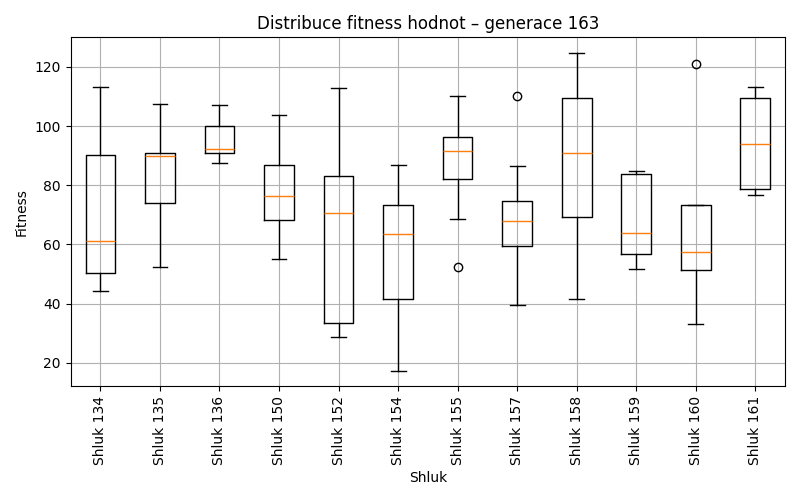 Distribuce fitness hodnot – generace 163
Fitness
120
100
80
60
40
20
Shluk 134
Shluk 135
Shluk 136
Shluk 150
Shluk 152
Shluk 154
Shluk 155
Shluk 157
Shluk 158
Shluk 159
Shluk 160
Shluk 161
Shluk